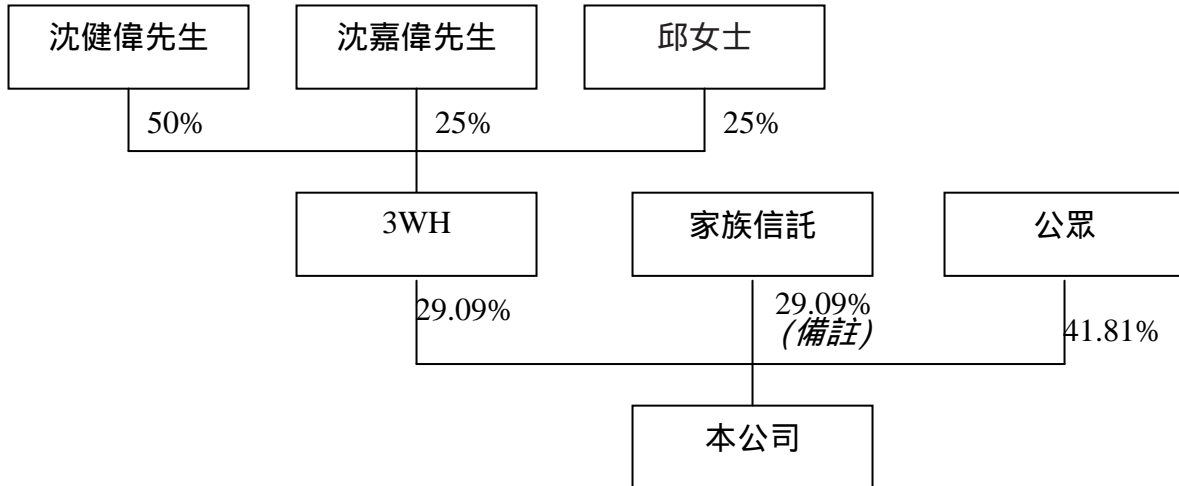 沈健偉先生
沈嘉偉先生
邱女士
50%
25%
25%
3WH
家族信託
公眾
29.09%
29.09%
(備註)
41.81%
本公司